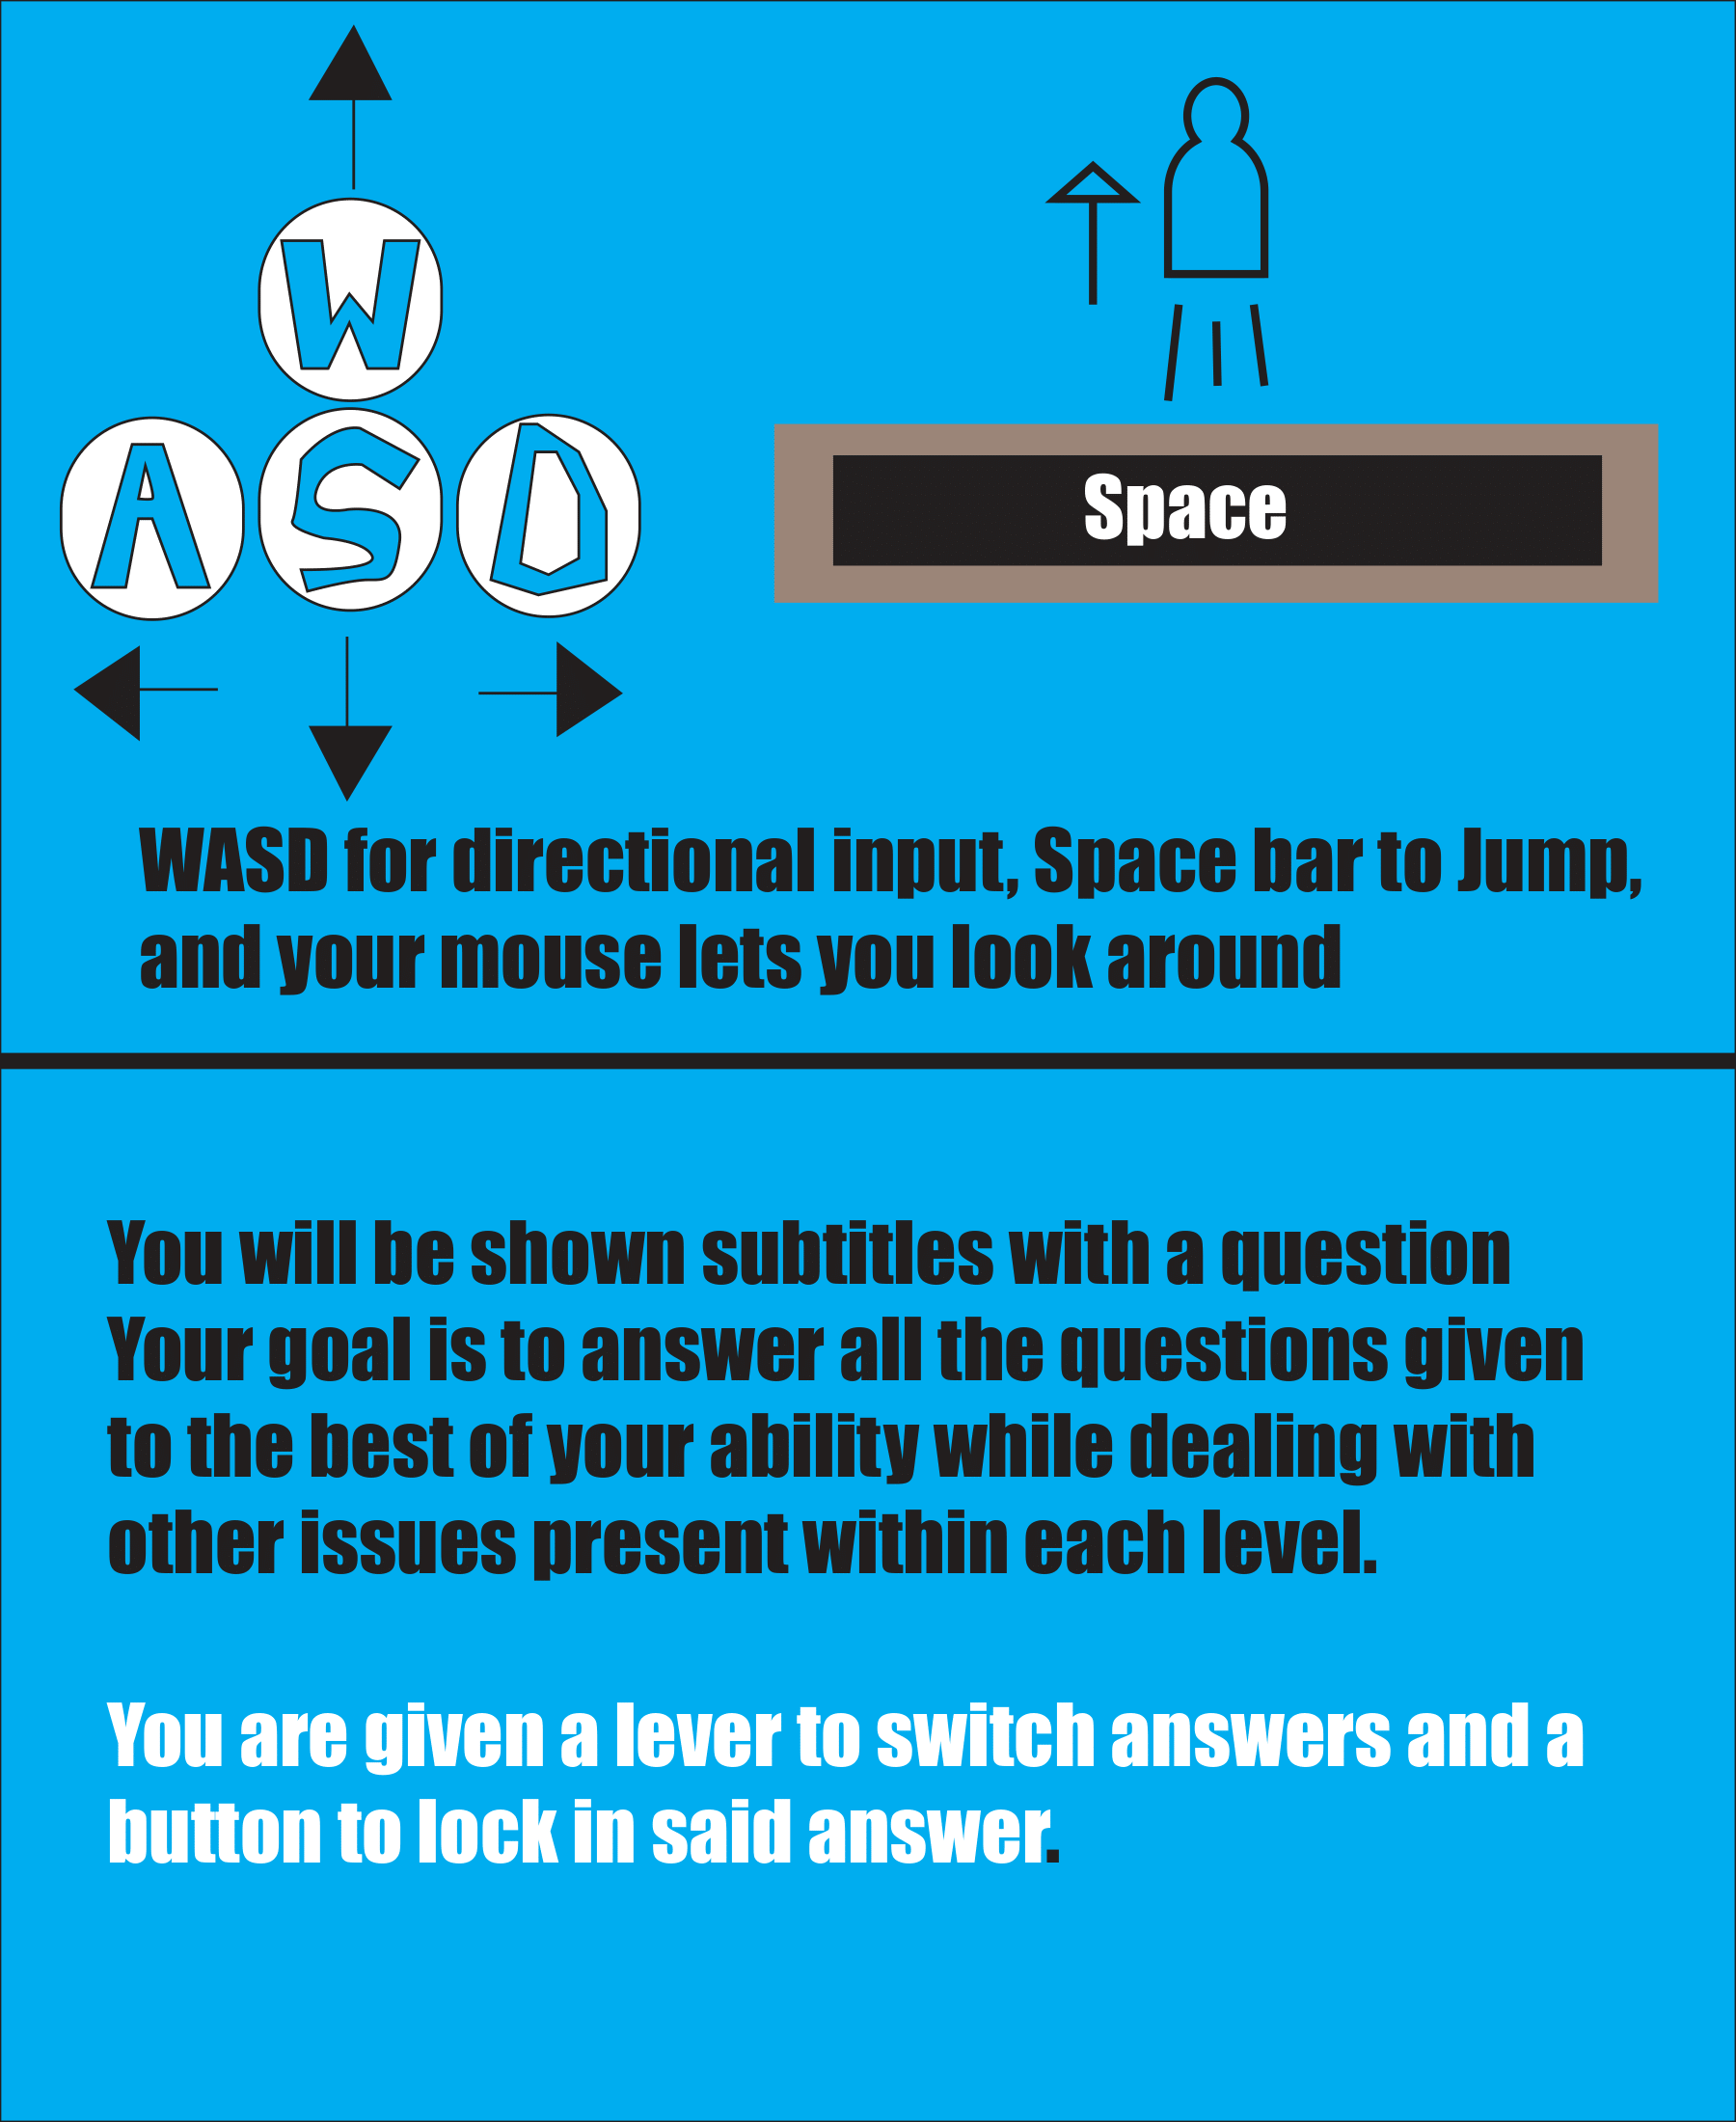 W
A S D
Space
WASD for directional input, Space bar to Jump,
and your mouse lets you look around
You will be shown subtitles with a question
Your goal is to answer all the questions given
to the best of your ability while dealing with
other issues present within each level.
You are given a lever to switch answers and a
button to lock in said answer.